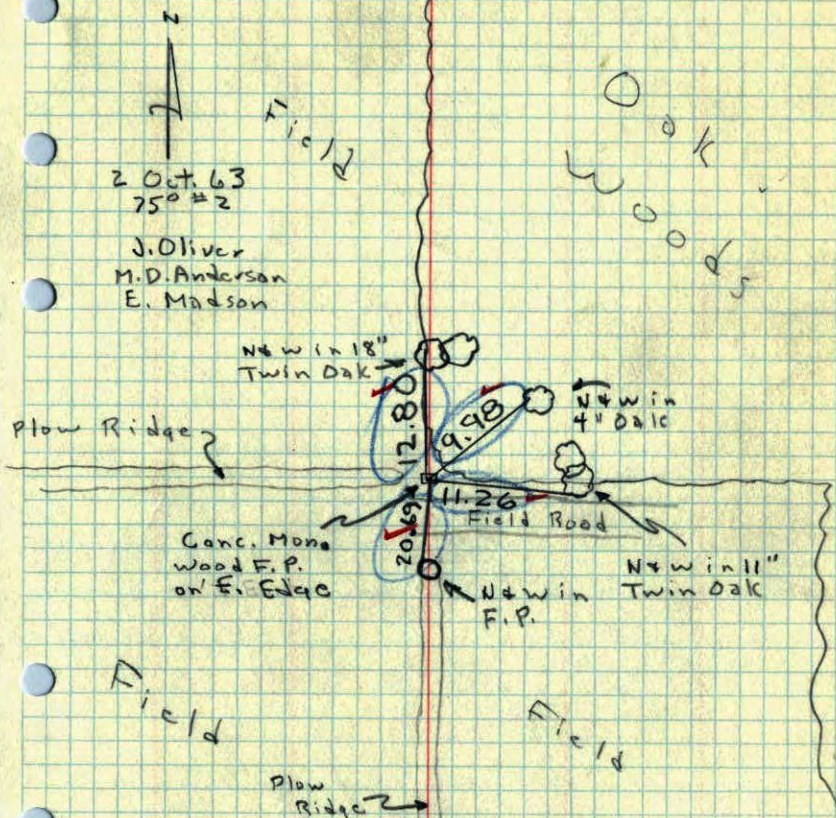 N
Field
Oak
Woods
2 Oct. 63
75° #2
J. Oliver
M.D. Anderson
E. Madson
N&W in 18"
Twin Oak
12.80
9.98
N&W in
4" Oak
Plow Ridge
11.26
Field Road
20.69
Conc. Mon.
wood F.P.
on E. Edge
N&W in
F.P.
N&W in 11"
Twin Oak
Field
Field
Plow
Ridge